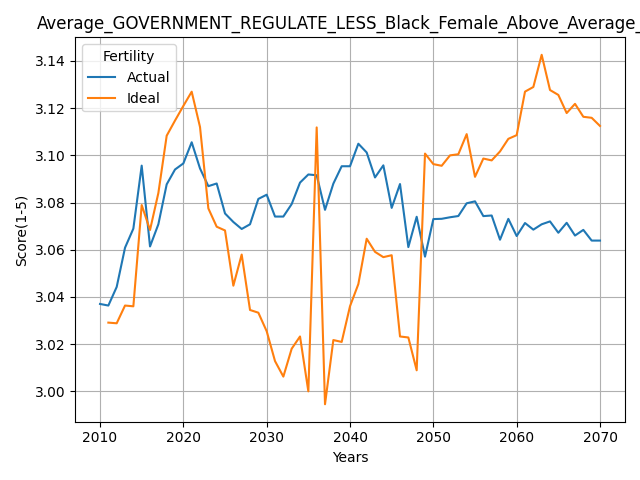 Average_GOVERNMENT_REGULATE_LESS_Black_Female_Above_Average_
Fertility
Actual
Ideal
3.14
3.12
3.10
3.08
3.06
3.04
3.02
3.00
Score(1-5)
2010 2020 2030 2040 2050 2060 2070
Years